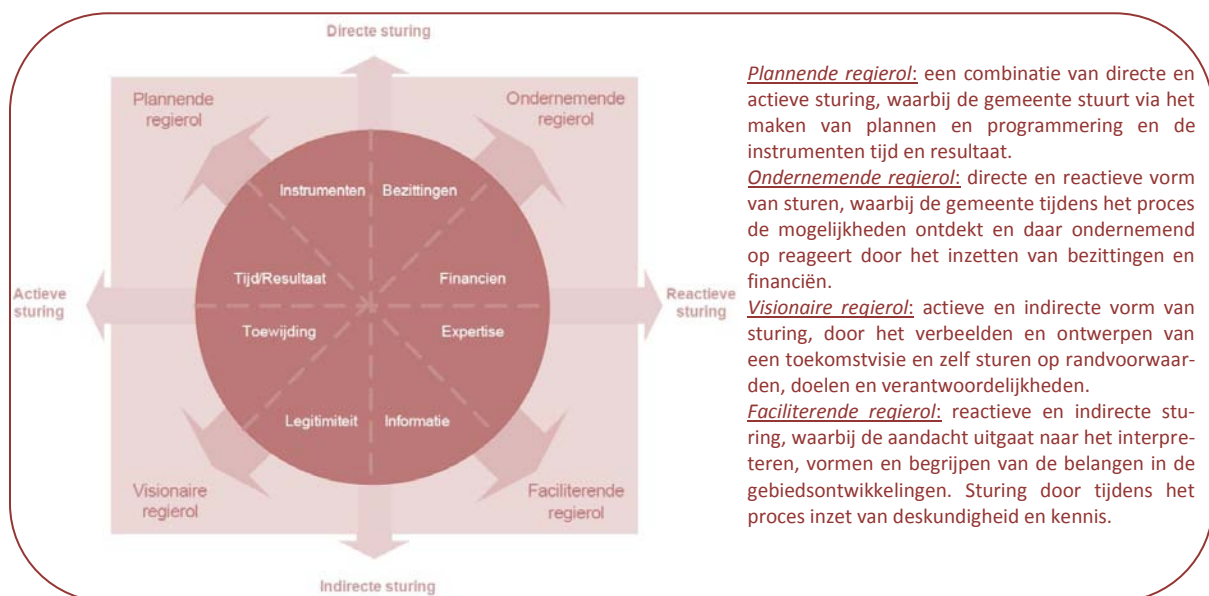 Directe sturing
Plannende
regierol
Ondernemende
regierol
Instrumenten
Bezittingen
Tijd/Resultaat
Financien
Actieve
sturing
Reactieve
sturing
Toewijding
Expertise
Legitimiteit
Informatie
Visionaire
regierol
Faciliterende
regierol
Indirecte sturing
Plannende regierol: een combinatie van directe en
actieve sturing, waarbij de gemeente stuurt via het
maken van plannen en programmering en de
instrumenten tijd en resultaat.
Ondernemende regierol: directe en reactieve vorm
van sturen, waarbij de gemeente tijdens het proces
de mogelijkheden ontdekt en daar ondernemend
op reageert door het inzetten van bezittingen en
financiën.
Visionaire regierol: actieve en indirecte vorm van
sturing, door het verbeelden en ontwerpen van
een toekomstvisie en zelf sturen op randvoorwaar-
den, doelen en verantwoordelijkheden.
Faciliterende regierol: reactieve en indirecte stu-
ring, waarbij de aandacht uitgaat naar het interpre-
teren, vormen en begrijpen van de belangen in de
gebiedsontwikkelingen. Sturing door tijdens het
proces inzet van deskundigheid en kennis.